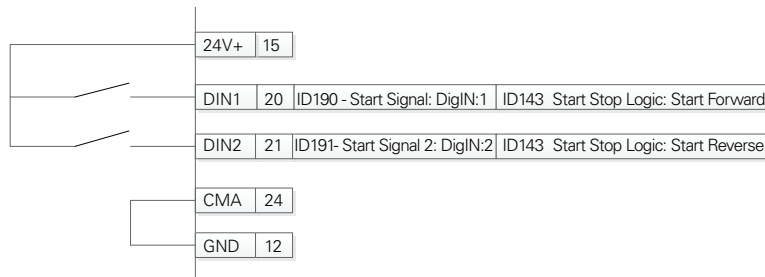 24V+ 15
DIN1 20 ID190 - Start Signal: DigIN:1 ID143 Start Stop Logic: Start Forward
DIN2 21 ID191- Start Signal 2: DigIN:2 ID143 Start Stop Logic: Start Reverse
CMA 24
GND 12